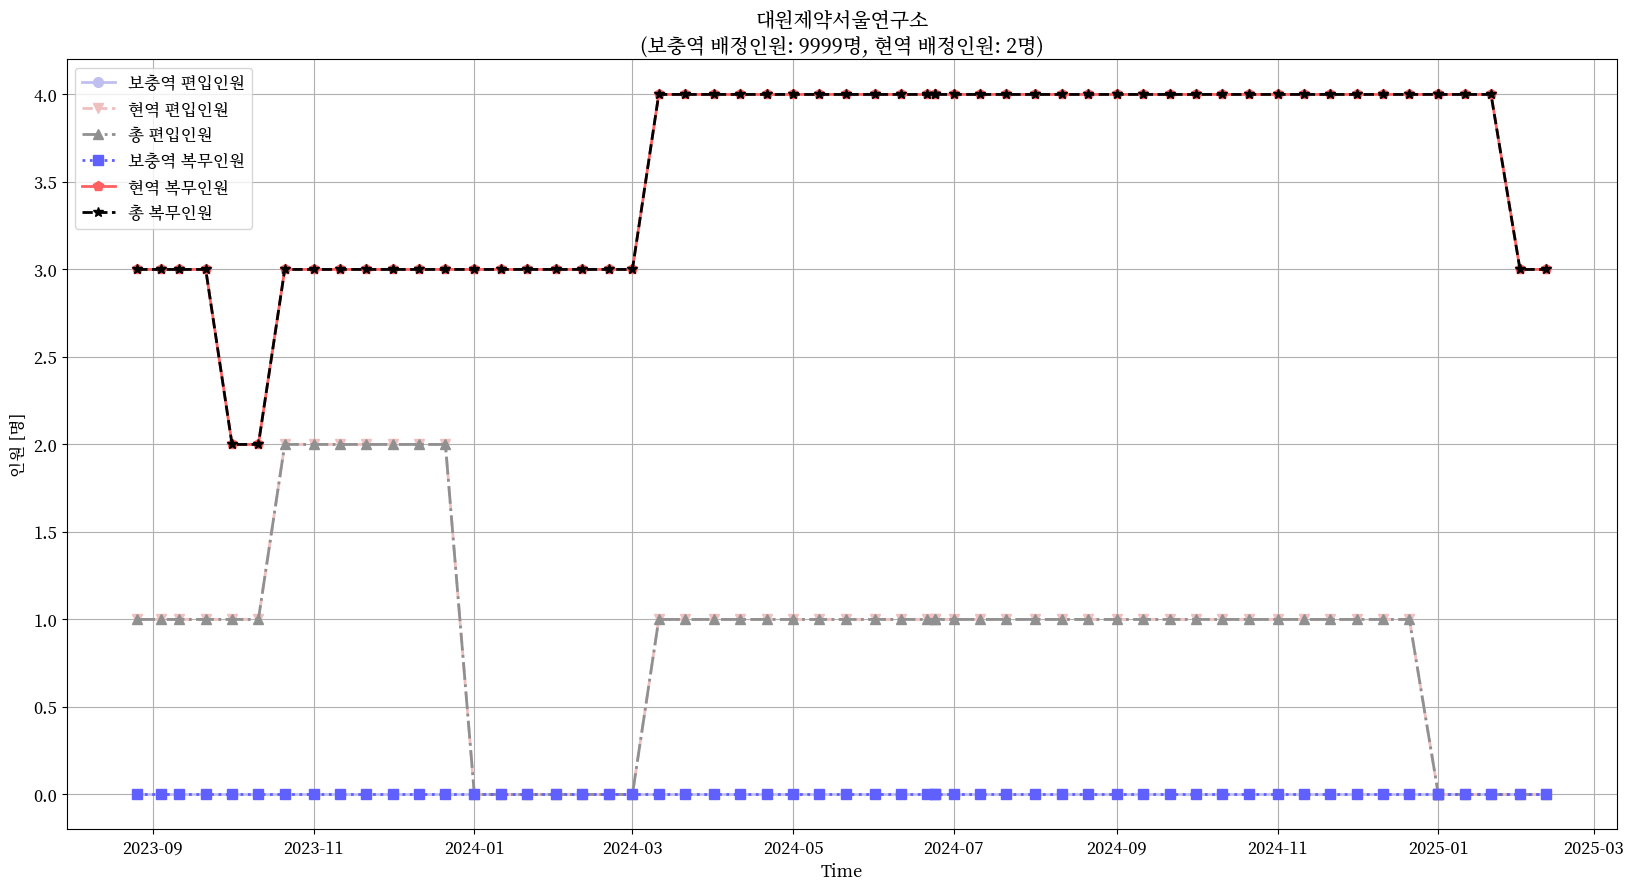 대원제약서울연구소
(보충역 배정인원: 9999명, 현역 배정인원: 2명)
보충역 편입인원
현역 편입인원
총 편입인원
보충역 복무인원
현역 복무인원
총 복무인원
인원 [명]
4.0
3.5
3.0
2.5
2.0
1.5
1.0
0.5
0.0
2023-09
2023-11
2024-01
2024-03
2024-05
2024-07
2024-09
2024-11
2025-01
2025-03
Time